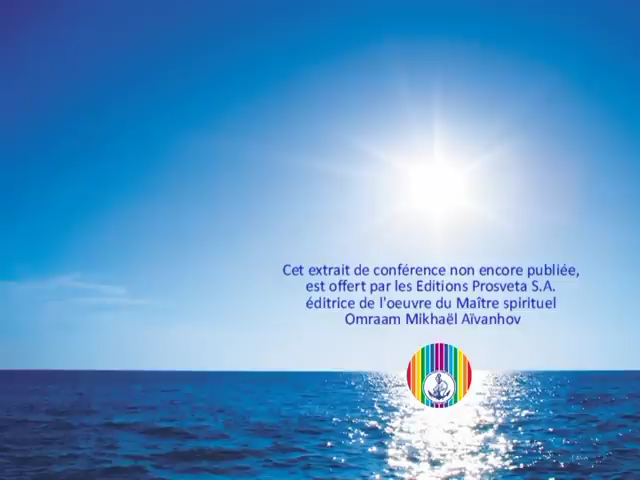 Cet extrait de conférence non encore publiée,
est offert par les Editions Prosveta S.A.
éditrice de l'oeuvre du Maître spirituel
Omraam Mikhaël Aïvanhov